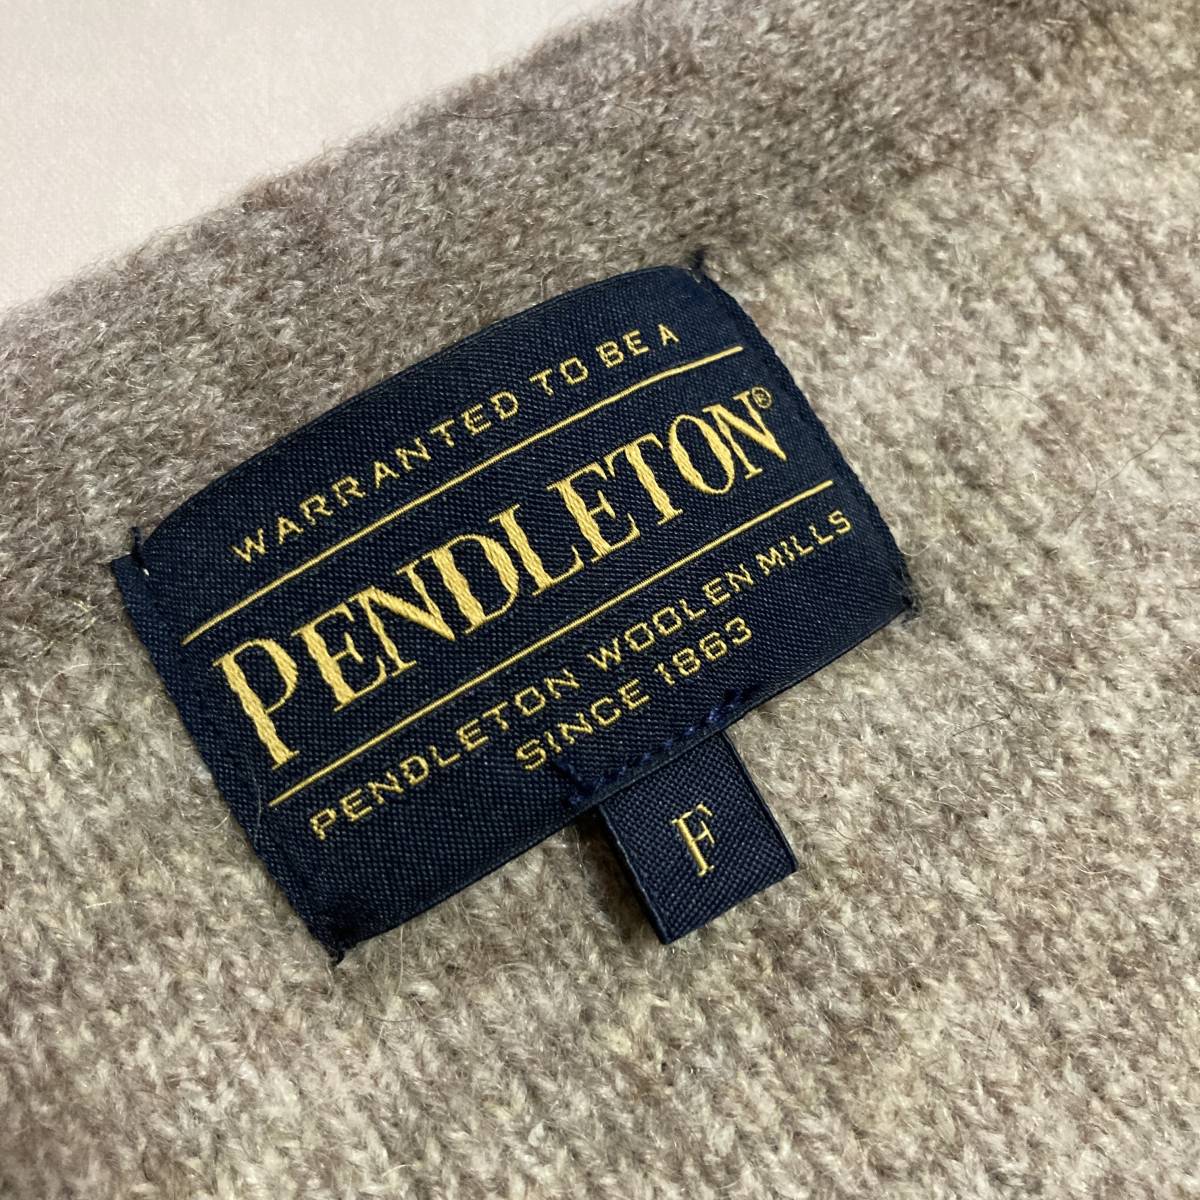 WARRANTED TO BE A
PENDLETON®
PENDLETON WOOLEN MILLS
SINCE 1863
F